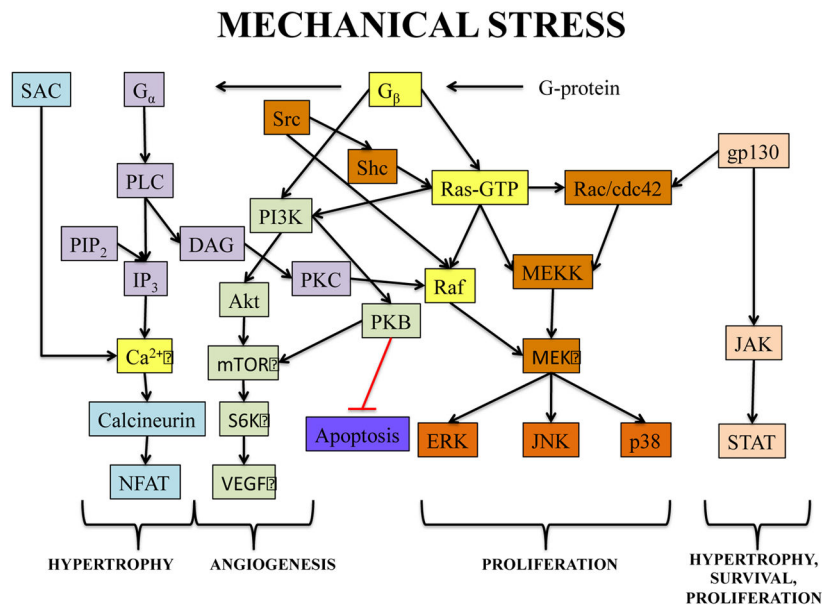 MECHANICAL STRESS
SAC
Gα
Gβ
G-protein
Src
Shc
gp130
PLC
Ras-GTP
Rac/cdc42
PI3K
PIP₂
DAG
IP₃
PKC
Raf
MEKK
Akt
PKB
Ca²⁺
mTOR
MEK
JAK
Calcineurin
S6K
Apoptosis
ERK
JNK
p38
STAT
NFAT
VEGF
HYPERTROPHY
ANGIOGENESIS
PROLIFERATION
HYPERTROPHY,
SURVIVAL,
PROLIFERATION